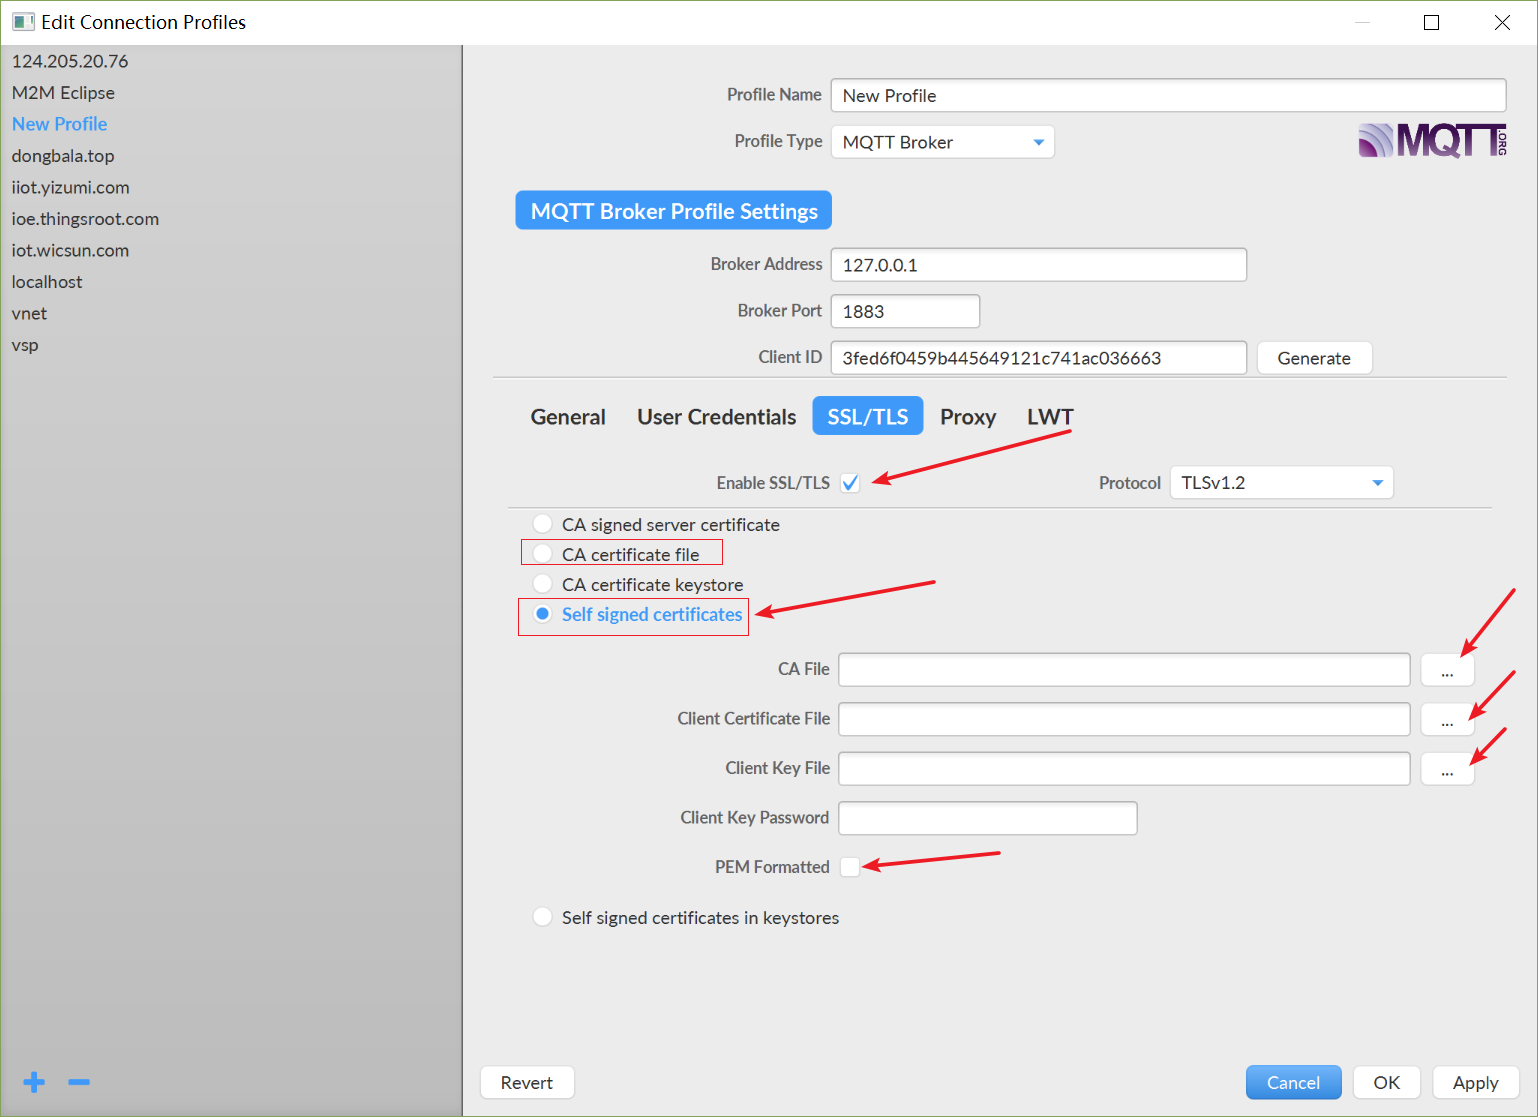 Edit Connection Profiles
124.205.20.76
M2M Eclipse
New Profile
dongbala.top
iiot.yizumi.com
ioe.thingsroot.com
iot.wicsun.com
localhost
vnet
vsp
Profile Name New Profile
Profile Type MQTT Broker
MQTT.ORG
MQTT Broker Profile Settings
Broker Address 127.0.0.1
Broker Port 1883
Client ID 3fed6f0459b445649121c741ac036663 Generate
General User Credentials SSL/TLS Proxy LWT
Enable SSL/TLS Protocol TLSv1.2
CA signed server certificate
CA certificate file
CA certificate keystore
Self signed certificates
CA File ...
Client Certificate File ...
Client Key File ...
Client Key Password
PEM Formatted
Self signed certificates in keystores
Revert Cancel OK Apply